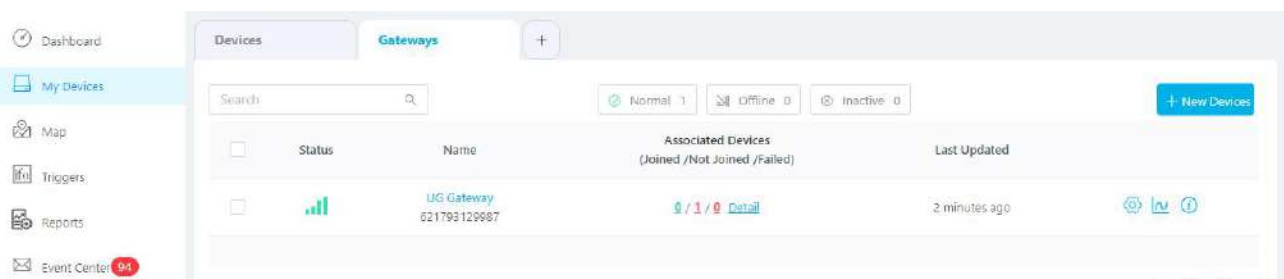 Dashboard
My Devices
Map
Triggers
Reports
Event Center 94
Devices
Gateways
+
Search
Normal 1
Offline 0
Inactive 0
+ New Devices
Status
Name
Associated Devices
(Joined /Not Joined /Failed)
Last Updated
UG Gateway
621793129987
0 / 1 / 0 Detail
2 minutes ago